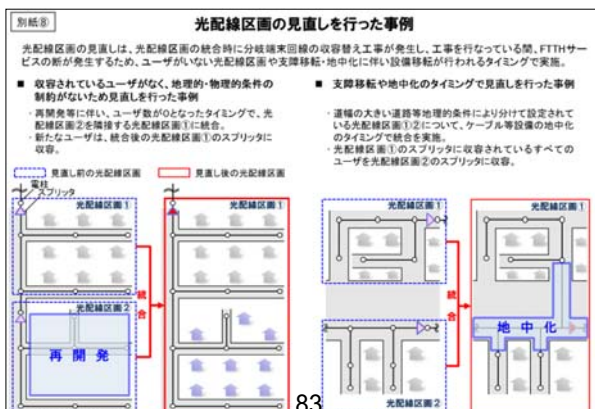 別紙⑧
光配線区画の見直しを行った事例
光配線区画の見直しは、光配線区画の統合時に分岐端末回線の収容替え工事が発生し、工事を行なっている間、FTTHサー
ビスの断が発生するため、ユーザがいない光配線区画や支障移転・地中化に伴い設備移転が行われるタイミングで実施。
■ 収容されているユーザがなく、地理的・物理的条件の
制約がないため見直しを行った事例
・再開発等に伴い、ユーザ数が0となったタイミングで、光
配線区画②を隣接する光配線区画①に統合。
・新たなユーザは、統合後の光配線区画①のスプリッタに
収容。
■ 支障移転や地中化のタイミングで見直しを行った事例
・道幅の大きい道路等地理的条件により分けて設定されて
いる光配線区画①②について、ケーブル等設備の地中化
のタイミングで統合を実施。
・光配線区画①のスプリッタに収容されているすべての
ユーザを光配線区画②のスプリッタに収容。
見直し前の光配線区画
見直し後の光配線区画
電柱
スプリッタ
光配線区画1
光配線区画2
再開発
統合
光配線区画1
光配線区画1
光配線区画2
統合
光配線区画1
地中化
83